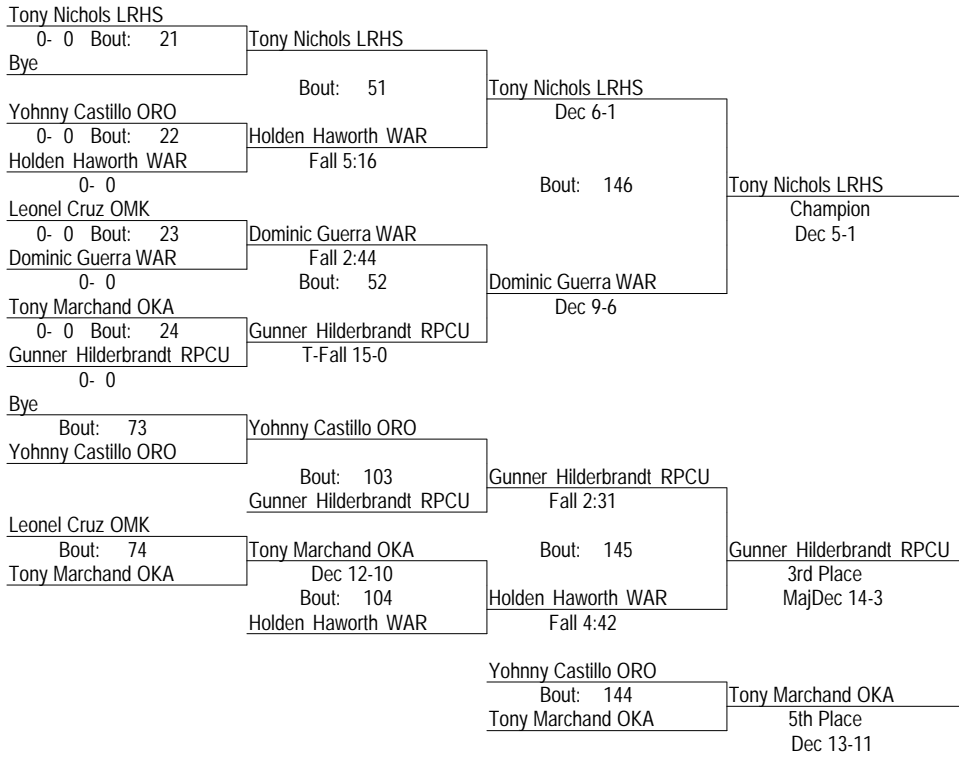 Tony Nichols LRHS
0- 0 Bout: 21
Tony Nichols LRHS
Bye
Bout: 51
Tony Nichols LRHS
Yohnny Castillo ORO
Dec 6-1
0- 0 Bout: 22
Holden Haworth WAR
Holden Haworth WAR
Fall 5:16
0- 0
Bout: 146
Tony Nichols LRHS
Leonel Cruz OMK
Champion
0- 0 Bout: 23
Dominic Guerra WAR
Dec 5-1
Dominic Guerra WAR
Fall 2:44
0- 0
Bout: 52
Dominic Guerra WAR
Tony Marchand OKA
Dec 9-6
0- 0 Bout: 24
Gunner Hilderbrandt RPCU
Gunner Hilderbrandt RPCU
T-Fall 15-0
0- 0
Bye
Bout: 73
Yohnny Castillo ORO
Yohnny Castillo ORO
Bout: 103
Gunner Hilderbrandt RPCU
Gunner Hilderbrandt RPCU
Fall 2:31
Leonel Cruz OMK
Bout: 74
Tony Marchand OKA
Bout: 145
Gunner Hilderbrandt RPCU
Tony Marchand OKA
Dec 12-10
3rd Place
Bout: 104
Holden Haworth WAR
MajDec 14-3
Holden Haworth WAR
Fall 4:42
Yohnny Castillo ORO
Bout: 144
Tony Marchand OKA
Tony Marchand OKA
5th Place
Dec 13-11